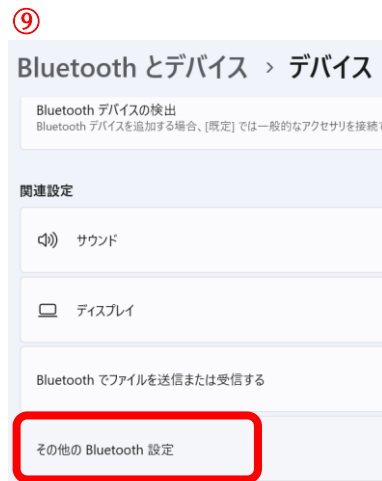 ⑨
Bluetooth とデバイス › デバイス
Bluetooth デバイスの検出
Bluetooth デバイスを追加する場合、[既定] では一般的なアクセサリを接続
関連設定
サウンド
ディスプレイ
Bluetooth でファイルを送信または受信する
その他の Bluetooth 設定